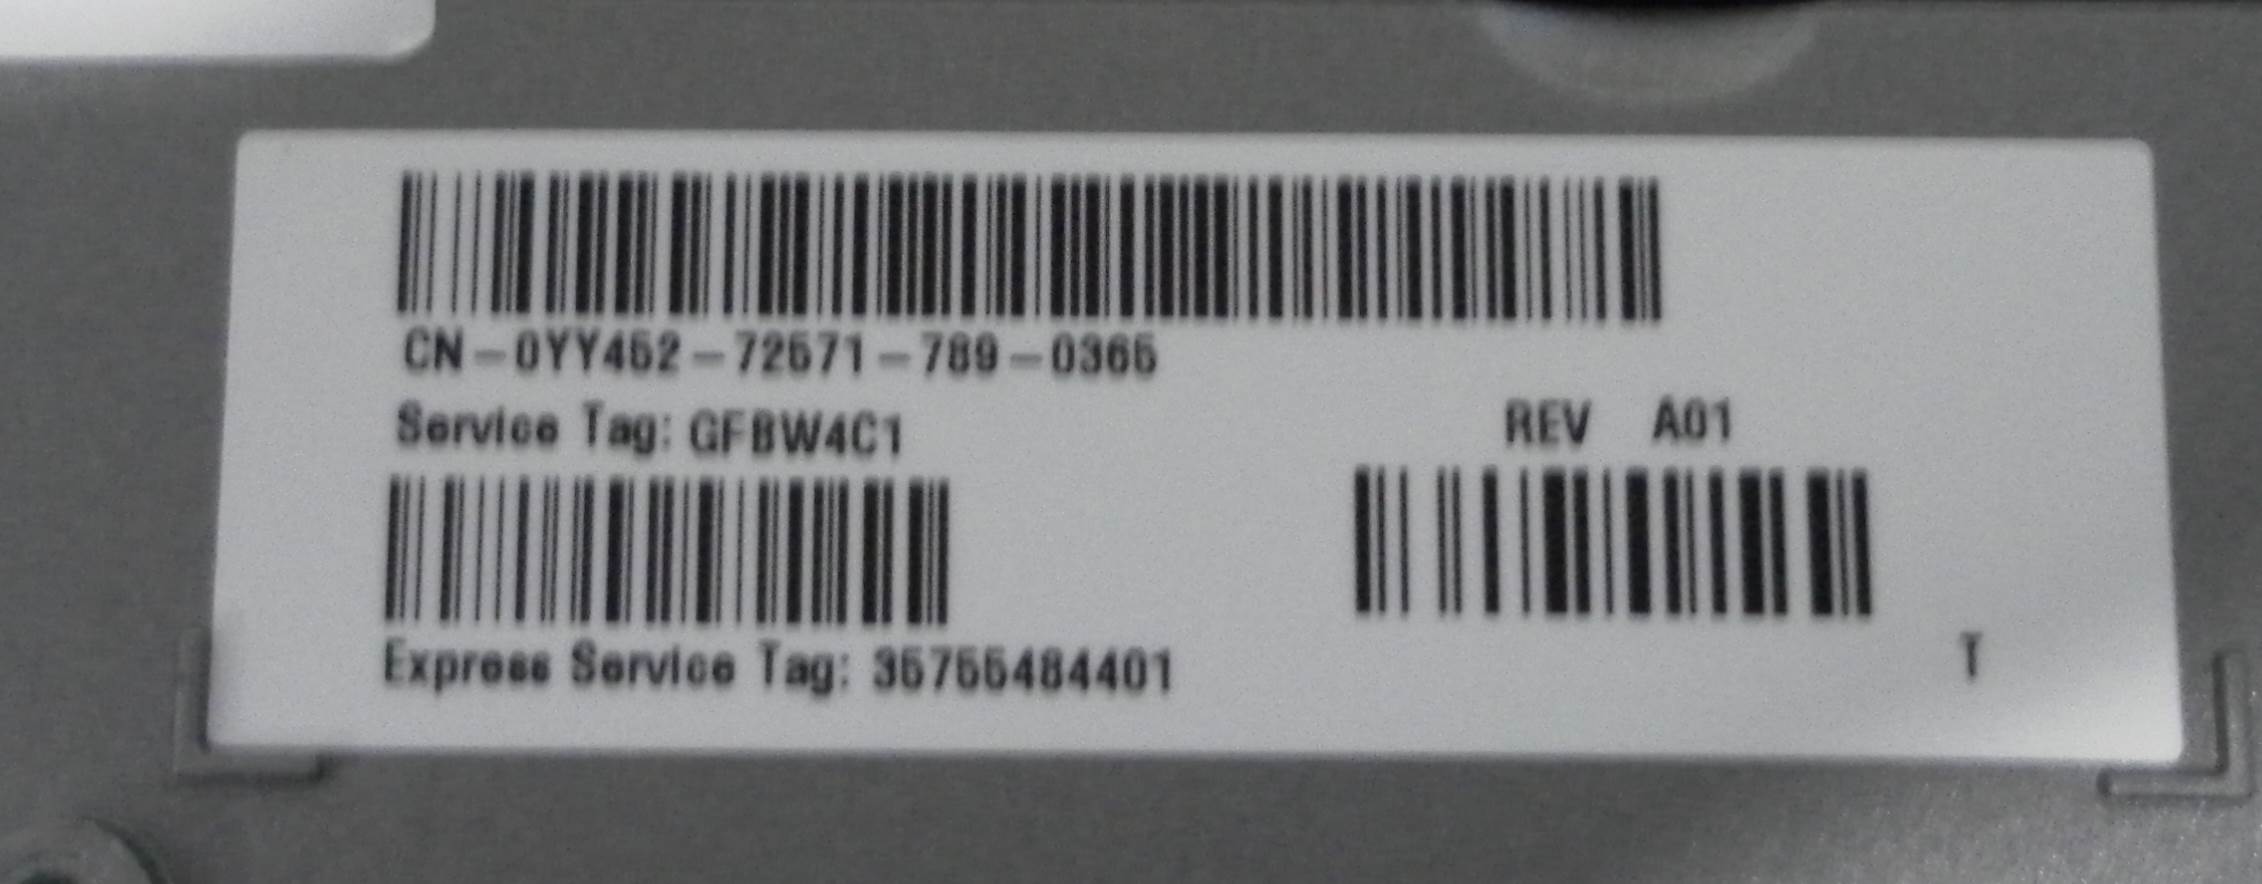 CN-0YY452-72571-789-0365
Service Tag: GFBW4C1
REV A01
Express Service Tag: 35755484401
T